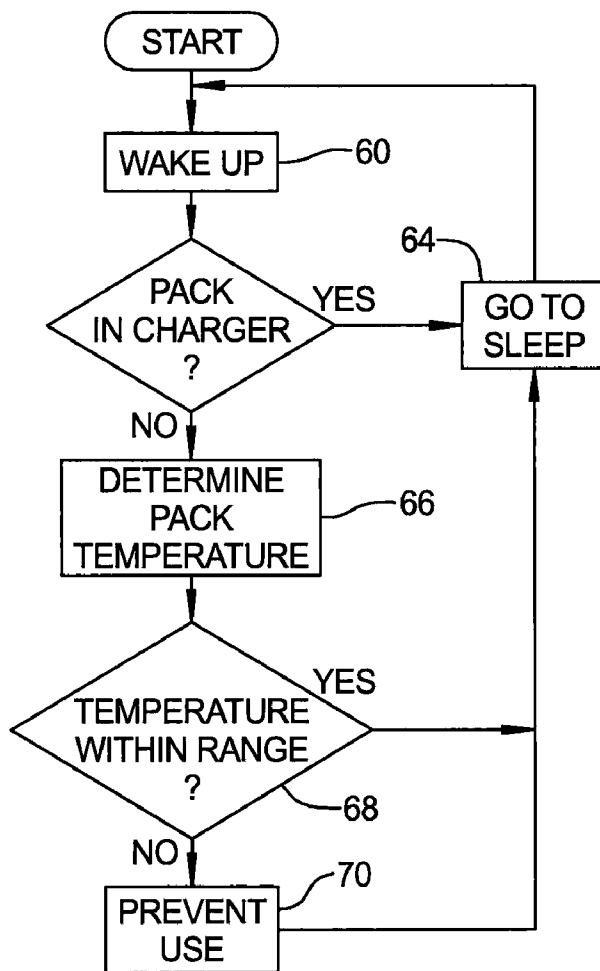 START
WAKE UP
60
PACK
IN CHARGER
?
YES
64
GO TO
SLEEP
NO
DETERMINE
PACK
TEMPERATURE
66
YES
TEMPERATURE
WITHIN RANGE
?
68
NO
70
PREVENT
USE